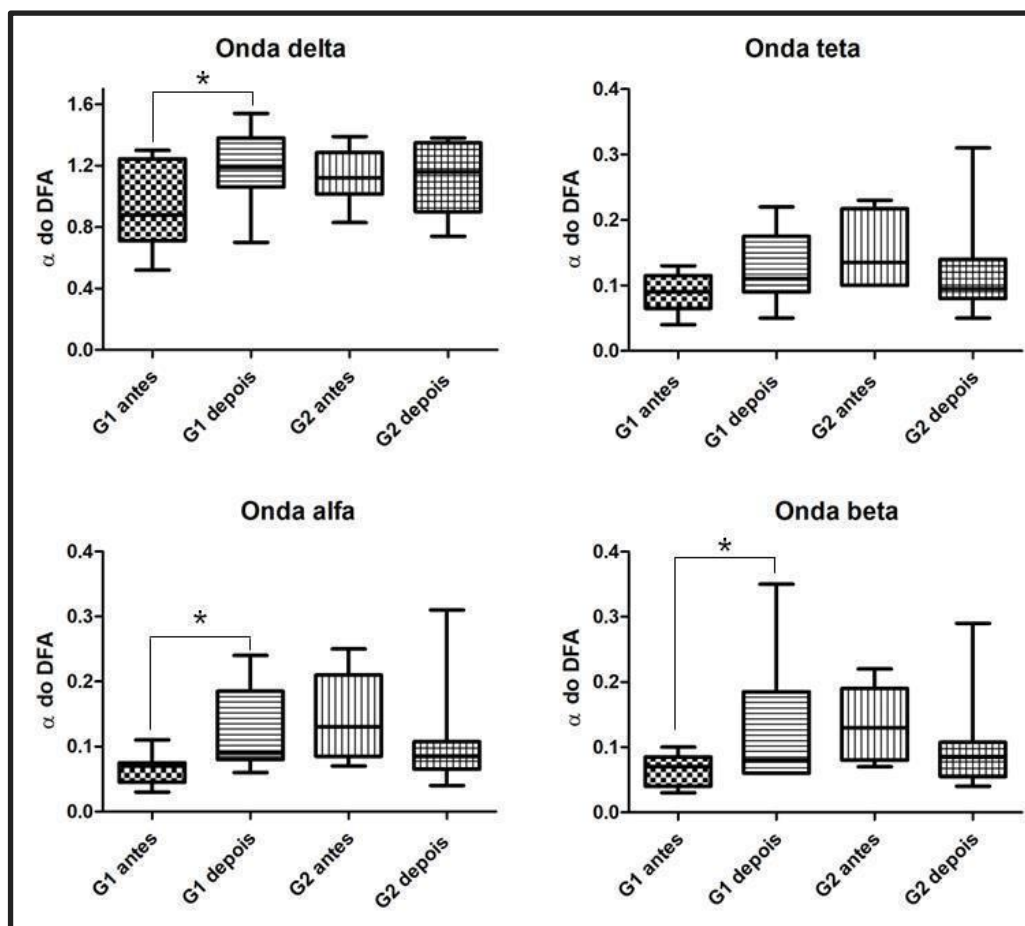 Onda delta
*
α do DFA
1.6
1.2
0.8
0.4
0.0
G1 antes
G1 depois
G2 antes
G2 depois
Onda teta
α do DFA
0.4
0.3
0.2
0.1
0.0
G1 antes
G1 depois
G2 antes
G2 depois
Onda alfa
*
α do DFA
0.4
0.3
0.2
0.1
0.0
G1 antes
G1 depois
G2 antes
G2 depois
Onda beta
*
α do DFA
0.4
0.3
0.2
0.1
0.0
G1 antes
G1 depois
G2 antes
G2 depois